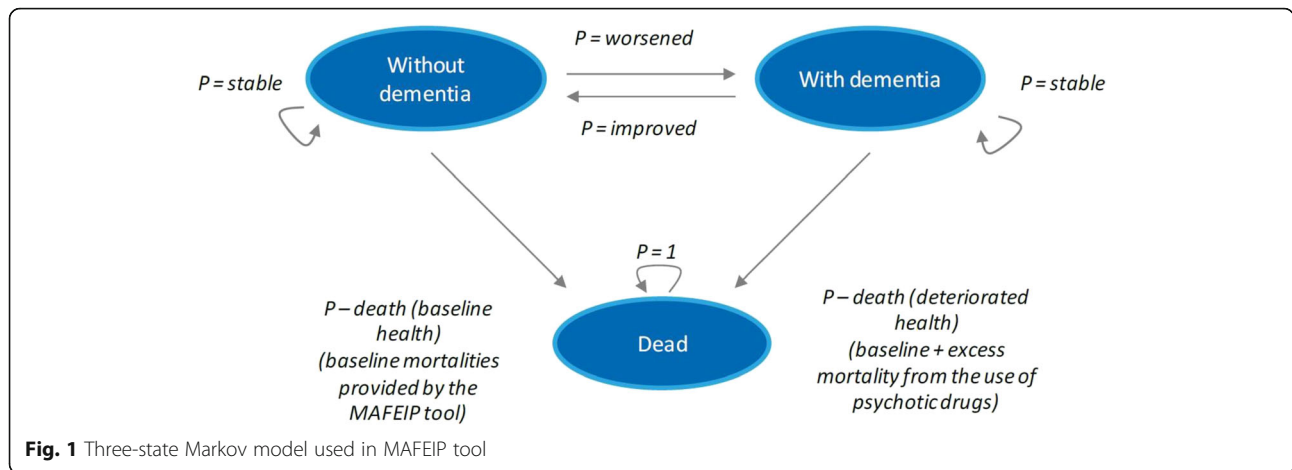 P = worsened
Without
dementia
With dementia
P = stable
P = stable
P = improved
P = 1
P – death (baseline
health)
(baseline mortalities
provided by the
MAFEIP tool)
Dead
P – death (deteriorated
health)
(baseline + excess
mortality from the use of
psychotic drugs)
Fig. 1 Three-state Markov model used in MAFEIP tool